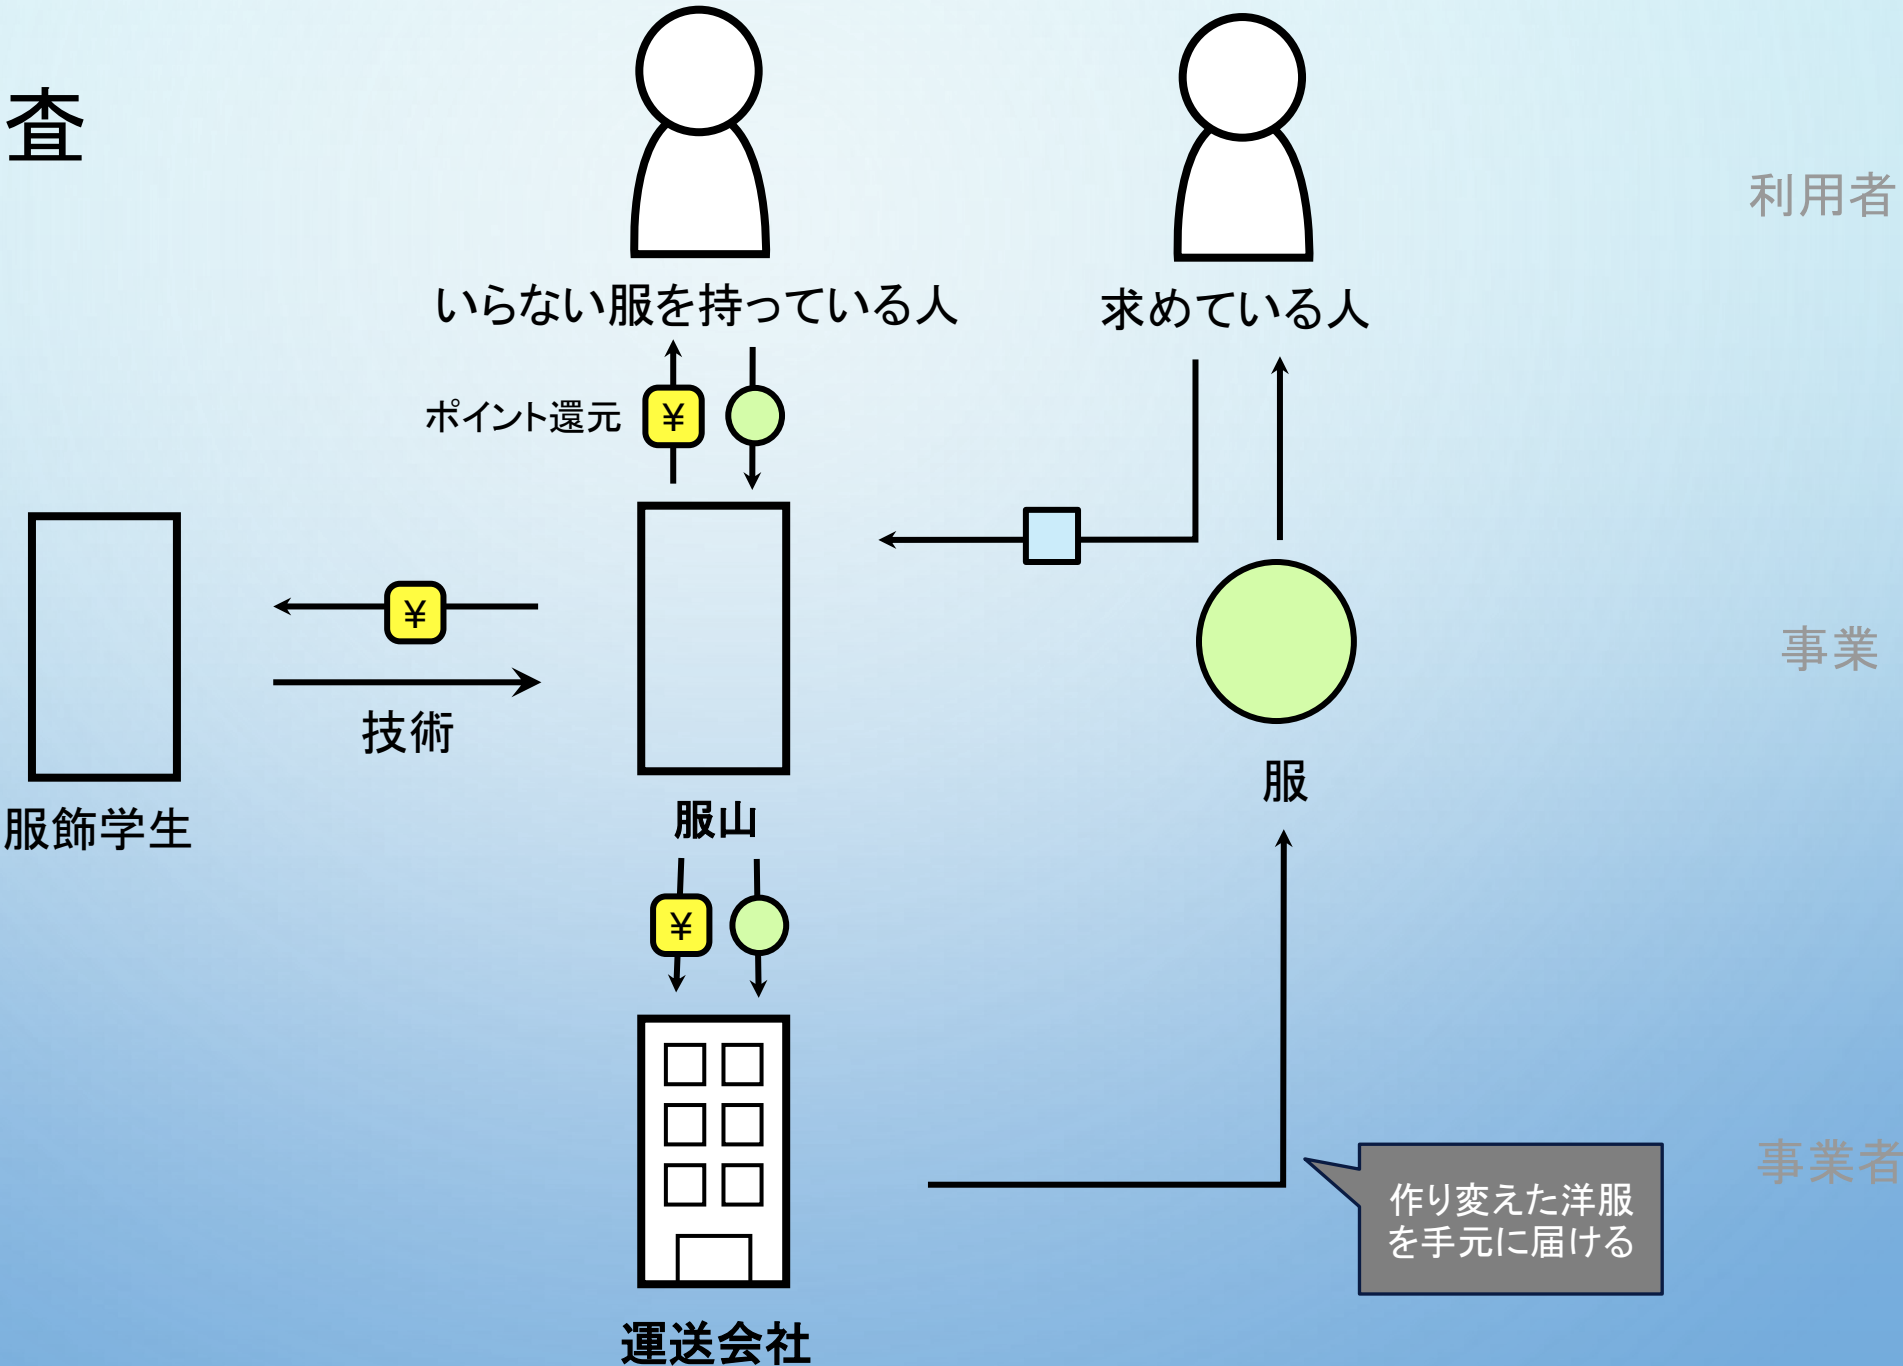 査
利用者
いらない服を持っている人
求めている人
ポイント還元
¥
¥
技術
事業
服飾学生
服山
服
¥
作り変えた洋服
を手元に届ける
事業者
運送会社